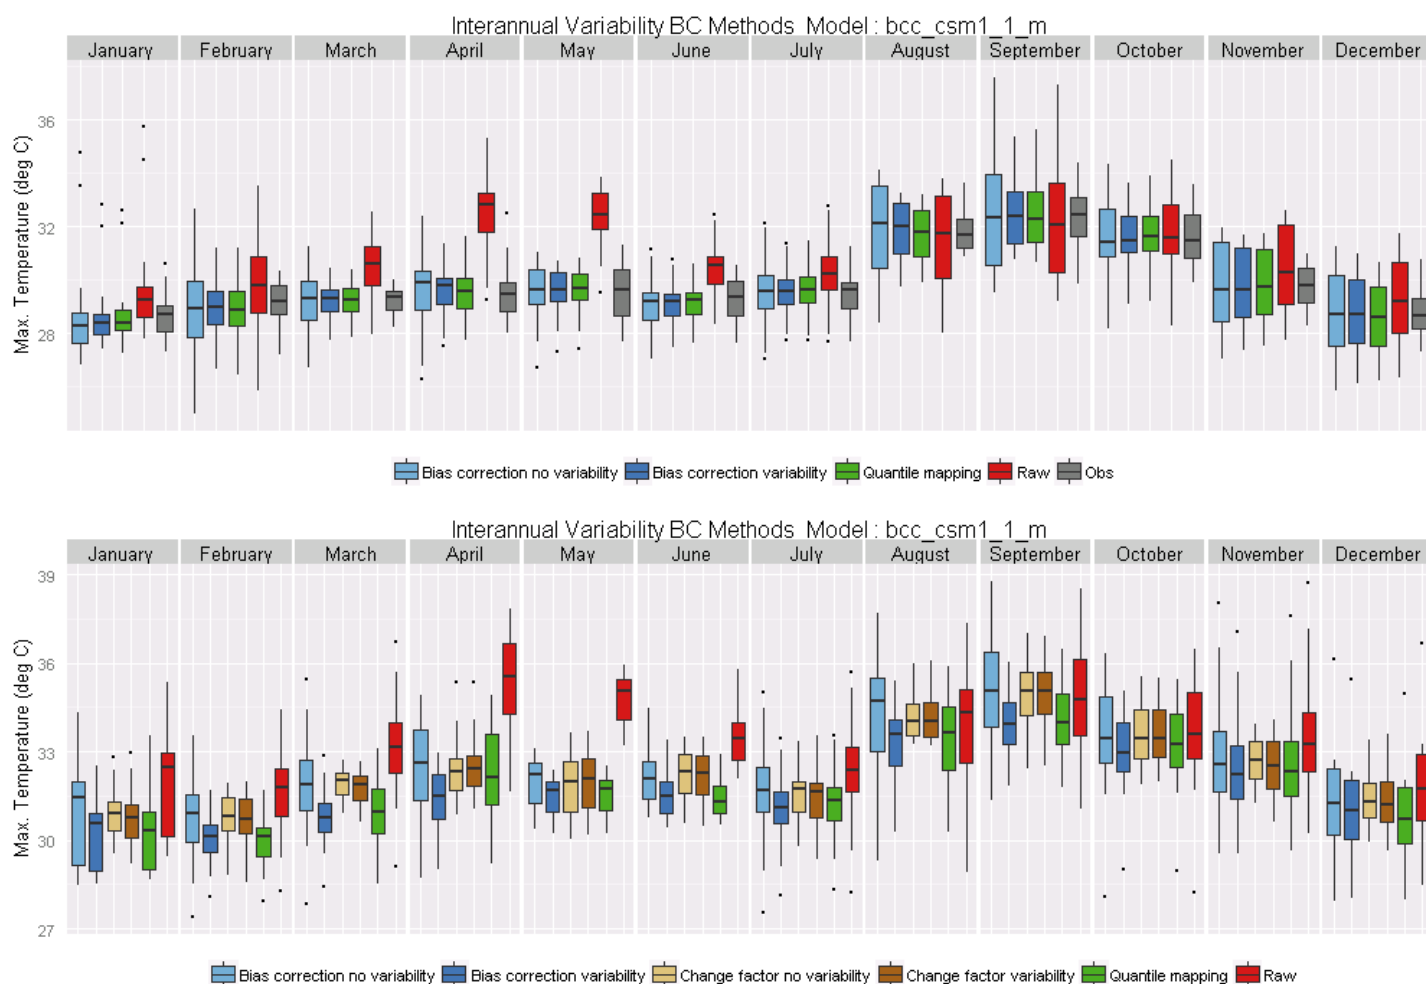 Interannual Variability BC Methods Model : bcc_csm1_1_m
January February March April May June July August September October November December
Max. Temperature (deg C)
36
32
28
Bias correction no variability Bias correction variability Quantile mapping Raw Obs
Interannual Variability BC Methods Model : bcc_csm1_1_m
January February March April May June July August September October November December
Max. Temperature (deg C)
39
36
33
30
27
Bias correction no variability Bias correction Variability Change factor no variability Change factor variability Quantile mapping Raw